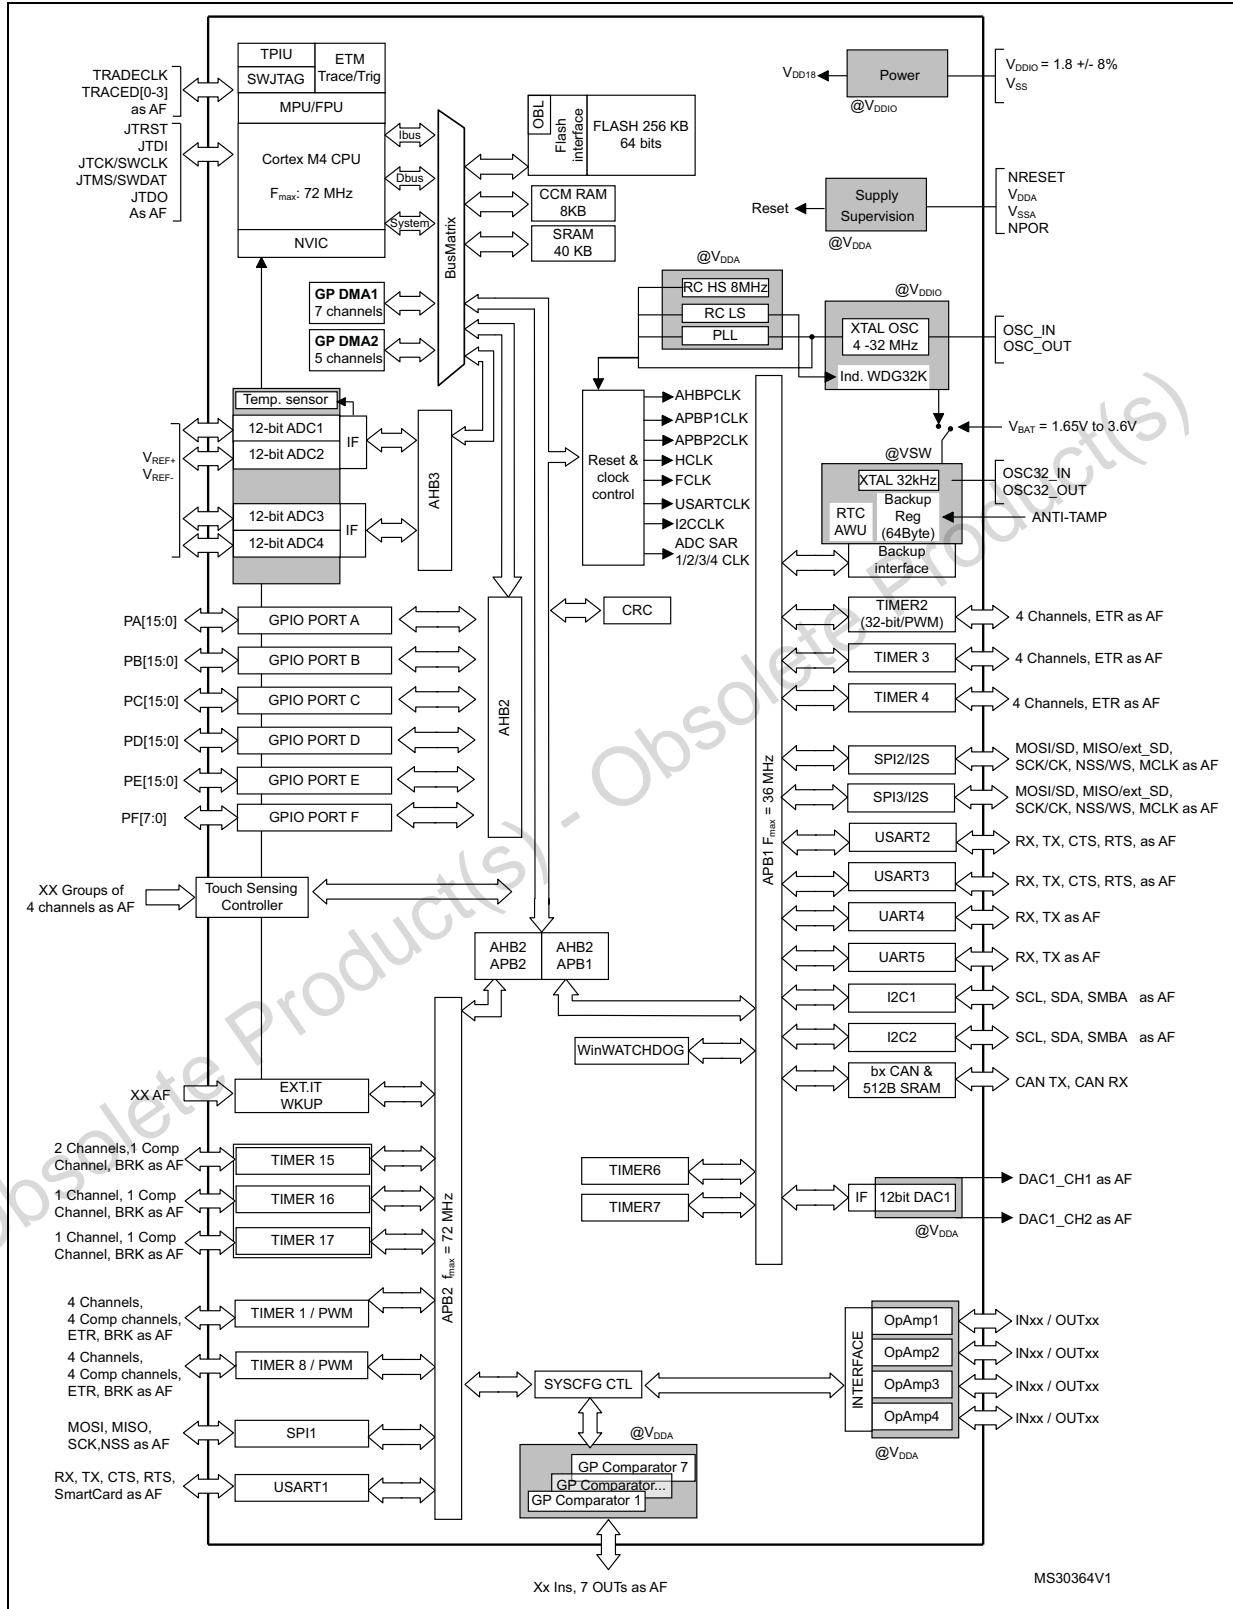 TPIU
SWJTAG
ETM
Trace/Trig
MPU/FPU
Cortex M4 CPU
Fmax: 72 MHz
NVIC
TRADECLK
TRACED[0-3]
as AF
JTRST
JTDI
JTCK/SWCLK
JTMS/SWDAT
JTDO
As AF
Ibus
Dbus
System
BusMatrix
OBL
Flash
interface
FLASH 256 KB
64 bits
CCM RAM
8KB
SRAM
40 KB
GP DMA1
7 channels
GP DMA2
5 channels
VDD18
Power
VDDIO = 1.8 +/- 8%
VSS
@VDDIO
Reset
Supply
Supervision
NRESET
VDDA
VSSA
NPOR
@VDDA
@VDDA
RC HS 8MHz
RC LS
PLL
@VDDIO
XTAL OSC
4 -32 MHz
Ind. WDG32K
OSC_IN
OSC_OUT
Reset &
clock
control
AHBPCLK
APBP1CLK
APBP2CLK
HCLK
FCLK
USARTCLK
I2CCLK
ADC SAR
1/2/3/4 CLK
VBAT = 1.65V to 3.6V
@VSW
XTAL 32kHz
OSC32_IN
OSC32_OUT
RTC
AWU
Backup
Reg
(64Byte)
ANTI-TAMP
Backup
interface
Temp. sensor
12-bit ADC1
12-bit ADC2
IF
VREF+
VREF-
12-bit ADC3
12-bit ADC4
IF
AHB3
CRC
PA[15:0]
GPIO PORT A
PB[15:0]
GPIO PORT B
PC[15:0]
GPIO PORT C
PD[15:0]
GPIO PORT D
PE[15:0]
GPIO PORT E
PF[7:0]
GPIO PORT F
AHB2
XX Groups of
4 channels as AF
Touch Sensing
Controller
AHB2
APB2
AHB2
APB1
APB1 Fmax = 36 MHz
TIMER2
(32-bit/PWM)
4 Channels, ETR as AF
TIMER 3
4 Channels, ETR as AF
TIMER 4
4 Channels, ETR as AF
SPI2/I2S
MOSI/SD, MISO/ext_SD,
SCK/CK, NSS/WS, MCLK as AF
SPI3/I2S
MOSI/SD, MISO/ext_SD,
SCK/CK, NSS/WS, MCLK as AF
USART2
RX, TX, CTS, RTS, as AF
USART3
RX, TX, CTS, RTS, as AF
UART4
RX, TX as AF
UART5
RX, TX as AF
I2C1
SCL, SDA, SMBA as AF
I2C2
SCL, SDA, SMBA as AF
bx CAN &
512B SRAM
CAN TX, CAN RX
WinWATCHDOG
TIMER6
TIMER7
IF
12bit DAC1
DAC1_CH1 as AF
DAC1_CH2 as AF
@VDDA
XX AF
EXT.IT
WKUP
2 Channels,1 Comp
Channel, BRK as AF
TIMER 15
1 Channel, 1 Comp
Channel, BRK as AF
TIMER 16
1 Channel, 1 Comp
Channel, BRK as AF
TIMER 17
4 Channels,
4 Comp channels,
ETR, BRK as AF
TIMER 1 / PWM
4 Channels,
4 Comp channels,
ETR, BRK as AF
TIMER 8 / PWM
MOSI, MISO,
SCK,NSS as AF
SPI1
RX, TX, CTS, RTS,
SmartCard as AF
USART1
APB2 fmax = 72 MHz
SYSCFG CTL
@VDDA
GP Comparator 7
GP Comparator...
GP Comparator 1
Xx Ins, 7 OUTs as AF
INTERFACE
OpAmp1
INxx / OUTxx
OpAmp2
INxx / OUTxx
OpAmp3
INxx / OUTxx
OpAmp4
INxx / OUTxx
@VDDA
MS30364V1
Obsolete Product(s) - Obsolete Product(s)